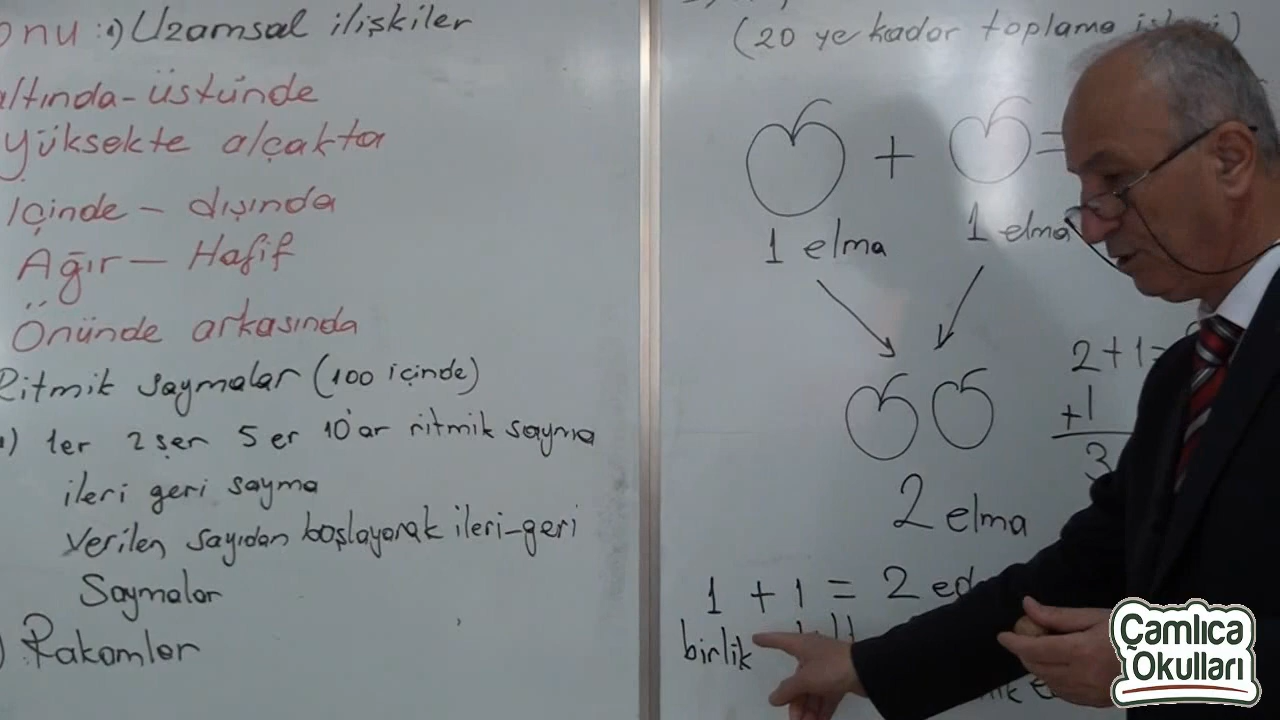 onu :1) Uzamsal ilişkiler
altında-üstünde
yüksekte alçakta
İçinde - dışında
Ağır - Hafif
Önünde arkasında
Ritmik saymalar (100 içinde)
1er 2şer 5er 10'ar ritmik sayma
ileri geri sayma
Verilen sayıdan başlayarak ileri-geri
Saymalar
Rakamlar
(20 ye kadar toplama
+ =
1 elma 1 elma
2 elma
2+1=
+1
3
1 + 1 = 2
birlik
Çamlıca
Okulları